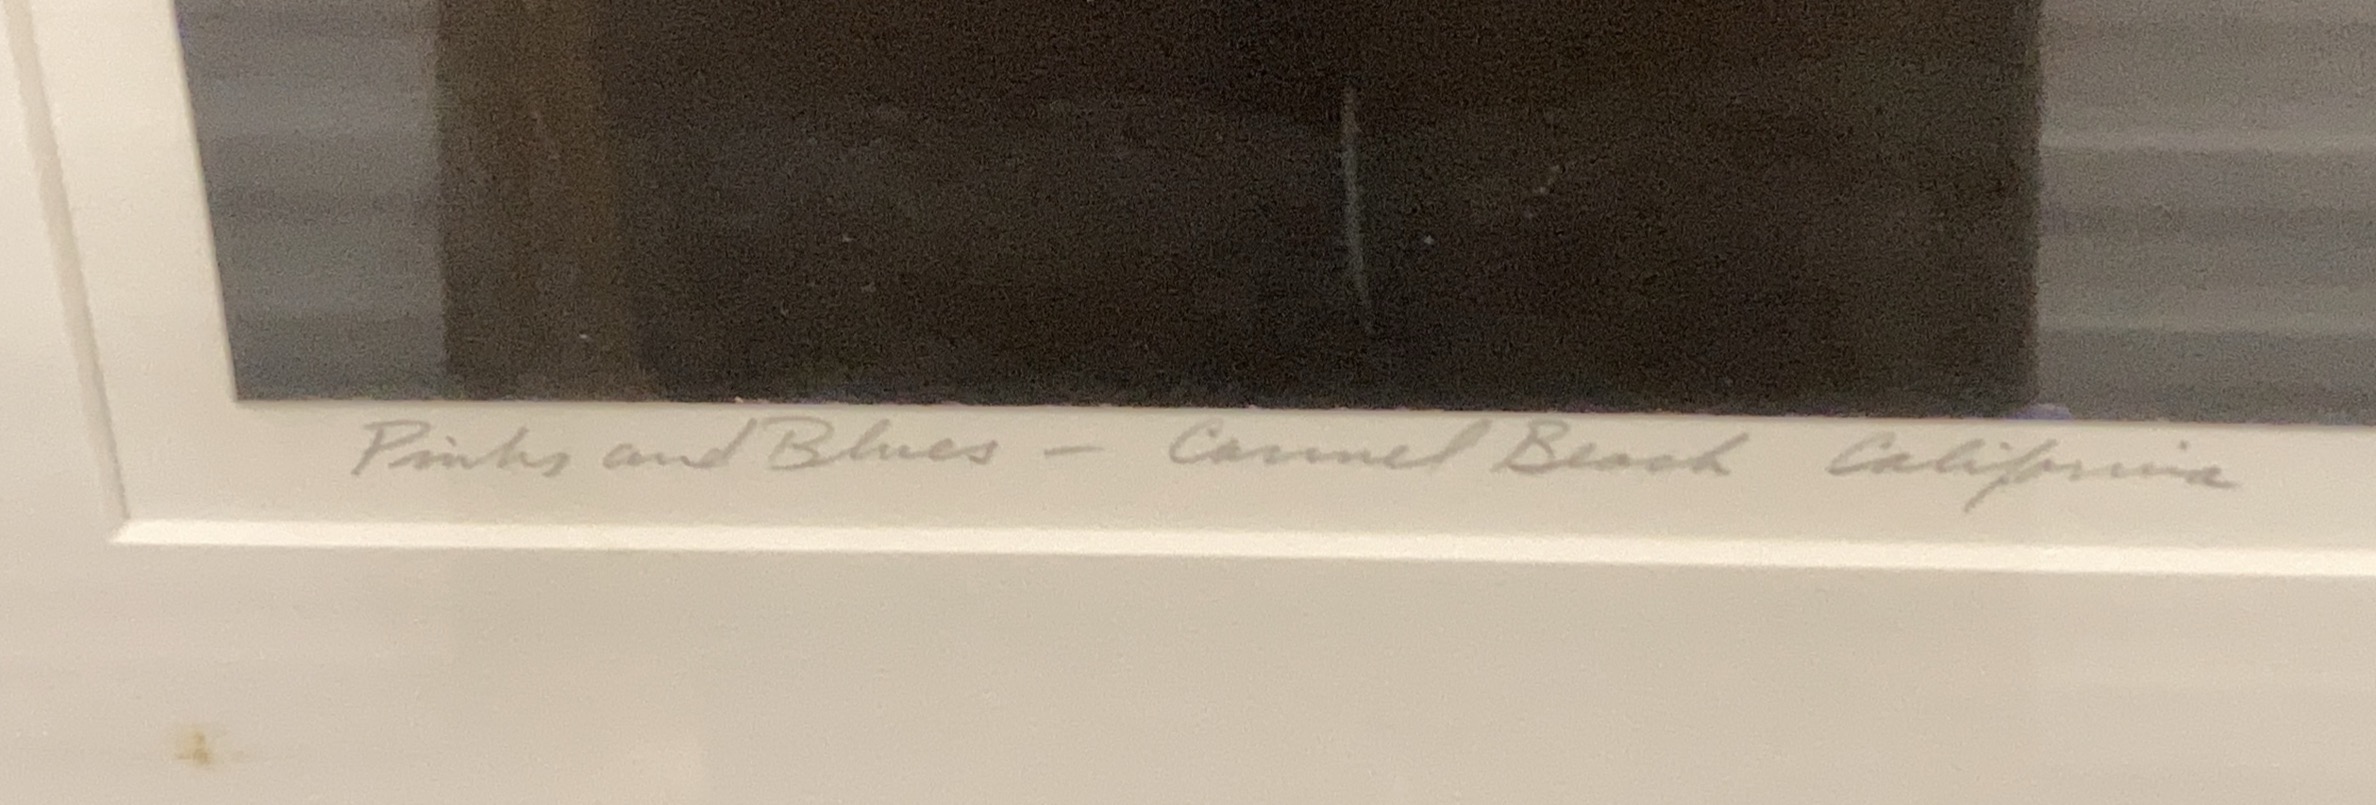 Pinks and Blues – Carmel Beach California